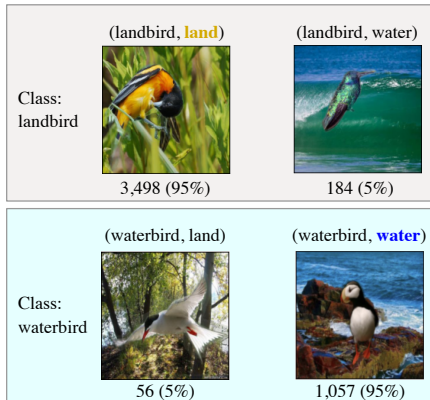 (landbird, land) (landbird, water)
Class:
landbird
3,498 (95%) 184 (5%)
(waterbird, land) (waterbird, water)
Class:
waterbird
56 (5%) 1,057 (95%)